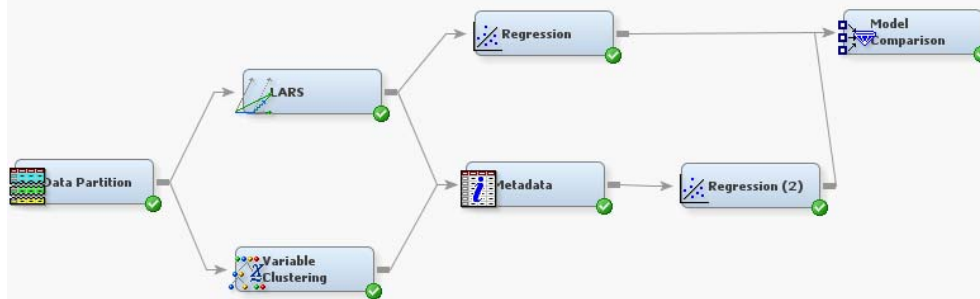 Data Partition
LARS
Variable
Clustering
Regression
Metadata
Regression (2)
Model
Comparison